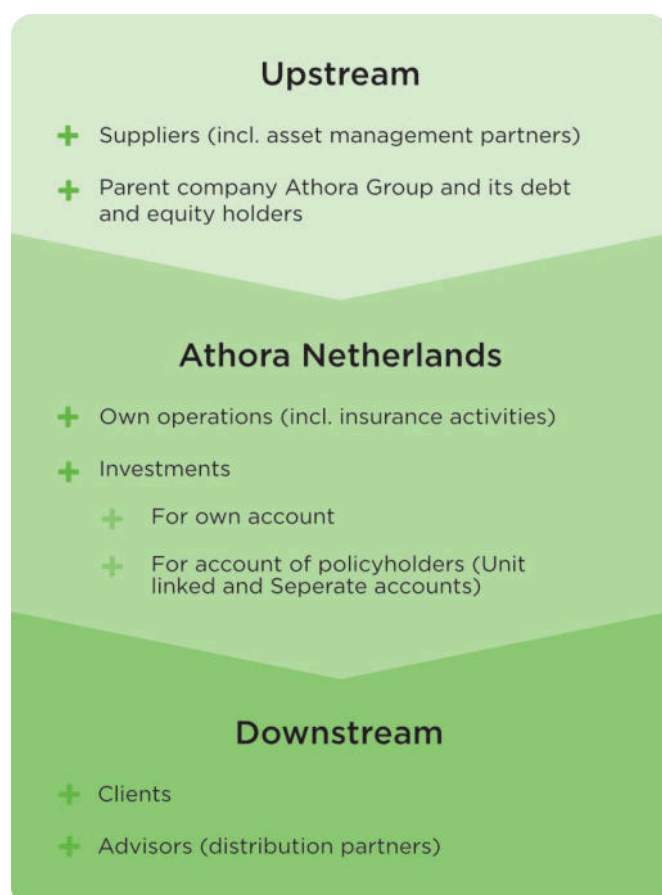 Upstream
Suppliers (incl. asset management partners)
Parent company Athora Group and its debt
and equity holders
Athora Netherlands
Own operations (incl. insurance activities)
Investments
For own account
For account of policyholders (Unit
linked and Seperate accounts)
Downstream
Clients
Advisors (distribution partners)